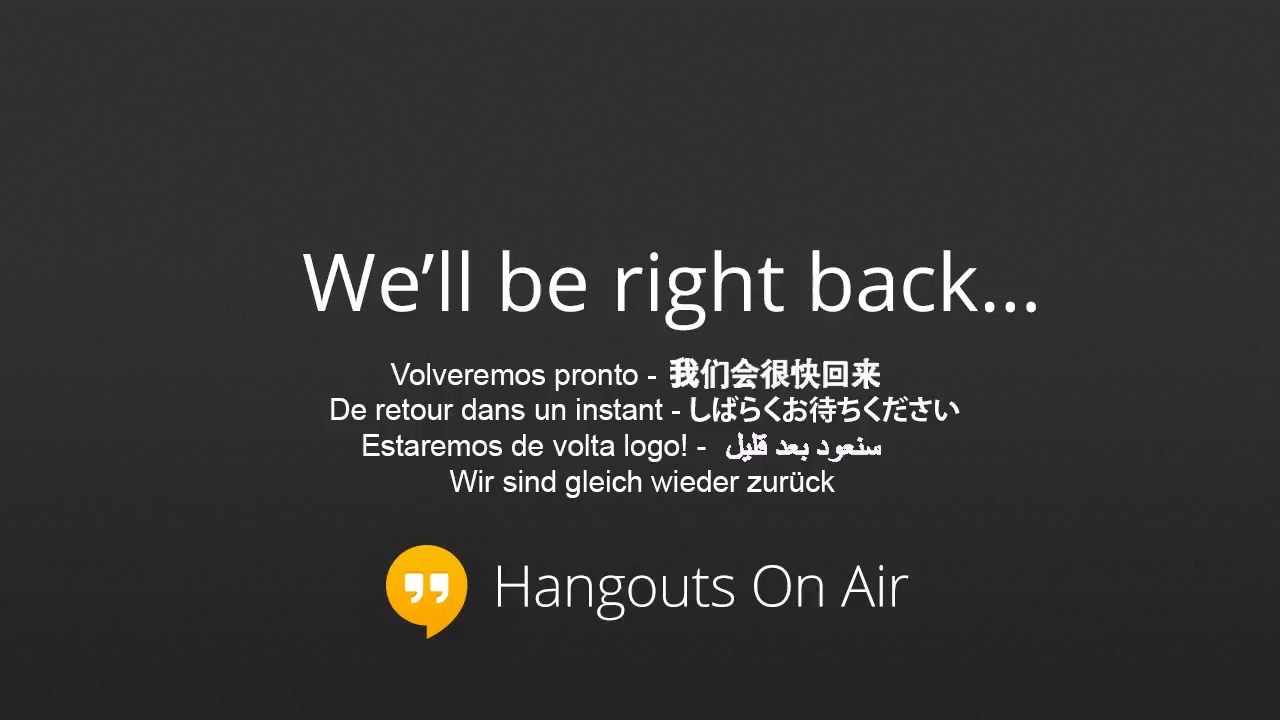 We’ll be right back...
Volveremos pronto - 我们会很快回来
De retour dans un instant - しばらくお待ちください
Estaremos de volta logo! - سنعود بعد قليل
Wir sind gleich wieder zurück
Hangouts On Air